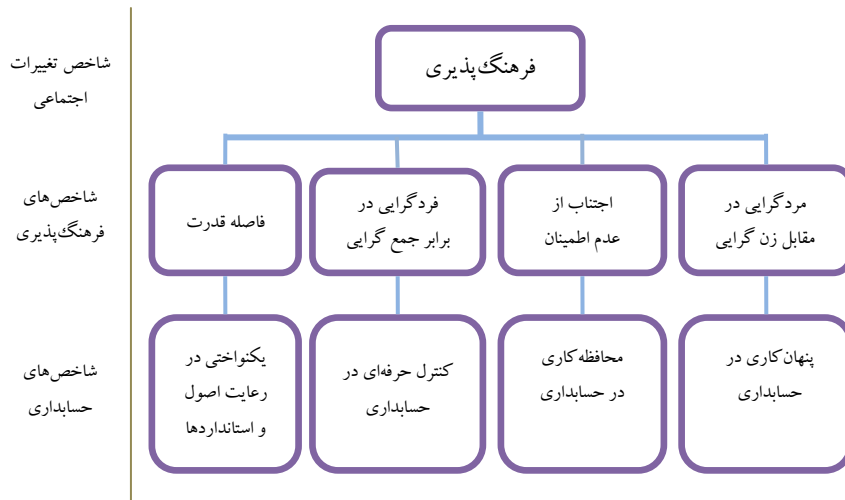 شاخص تغییرات
اجتماعی
فرهنگ‌پذیری
شاخص‌های
فرهنگ‌پذیری
مردگرایی در
مقابل زن گرایی
اجتناب از
عدم اطمینان
فردگرایی در
برابر جمع گرایی
فاصله قدرت
شاخص‌های
حسابداری
پنهان‌کاری در
حسابداری
محافظه‌کاری
در حسابداری
کنترل حرفه‌ای در
حسابداری
یکنواختی در
رعایت اصول
و استانداردها